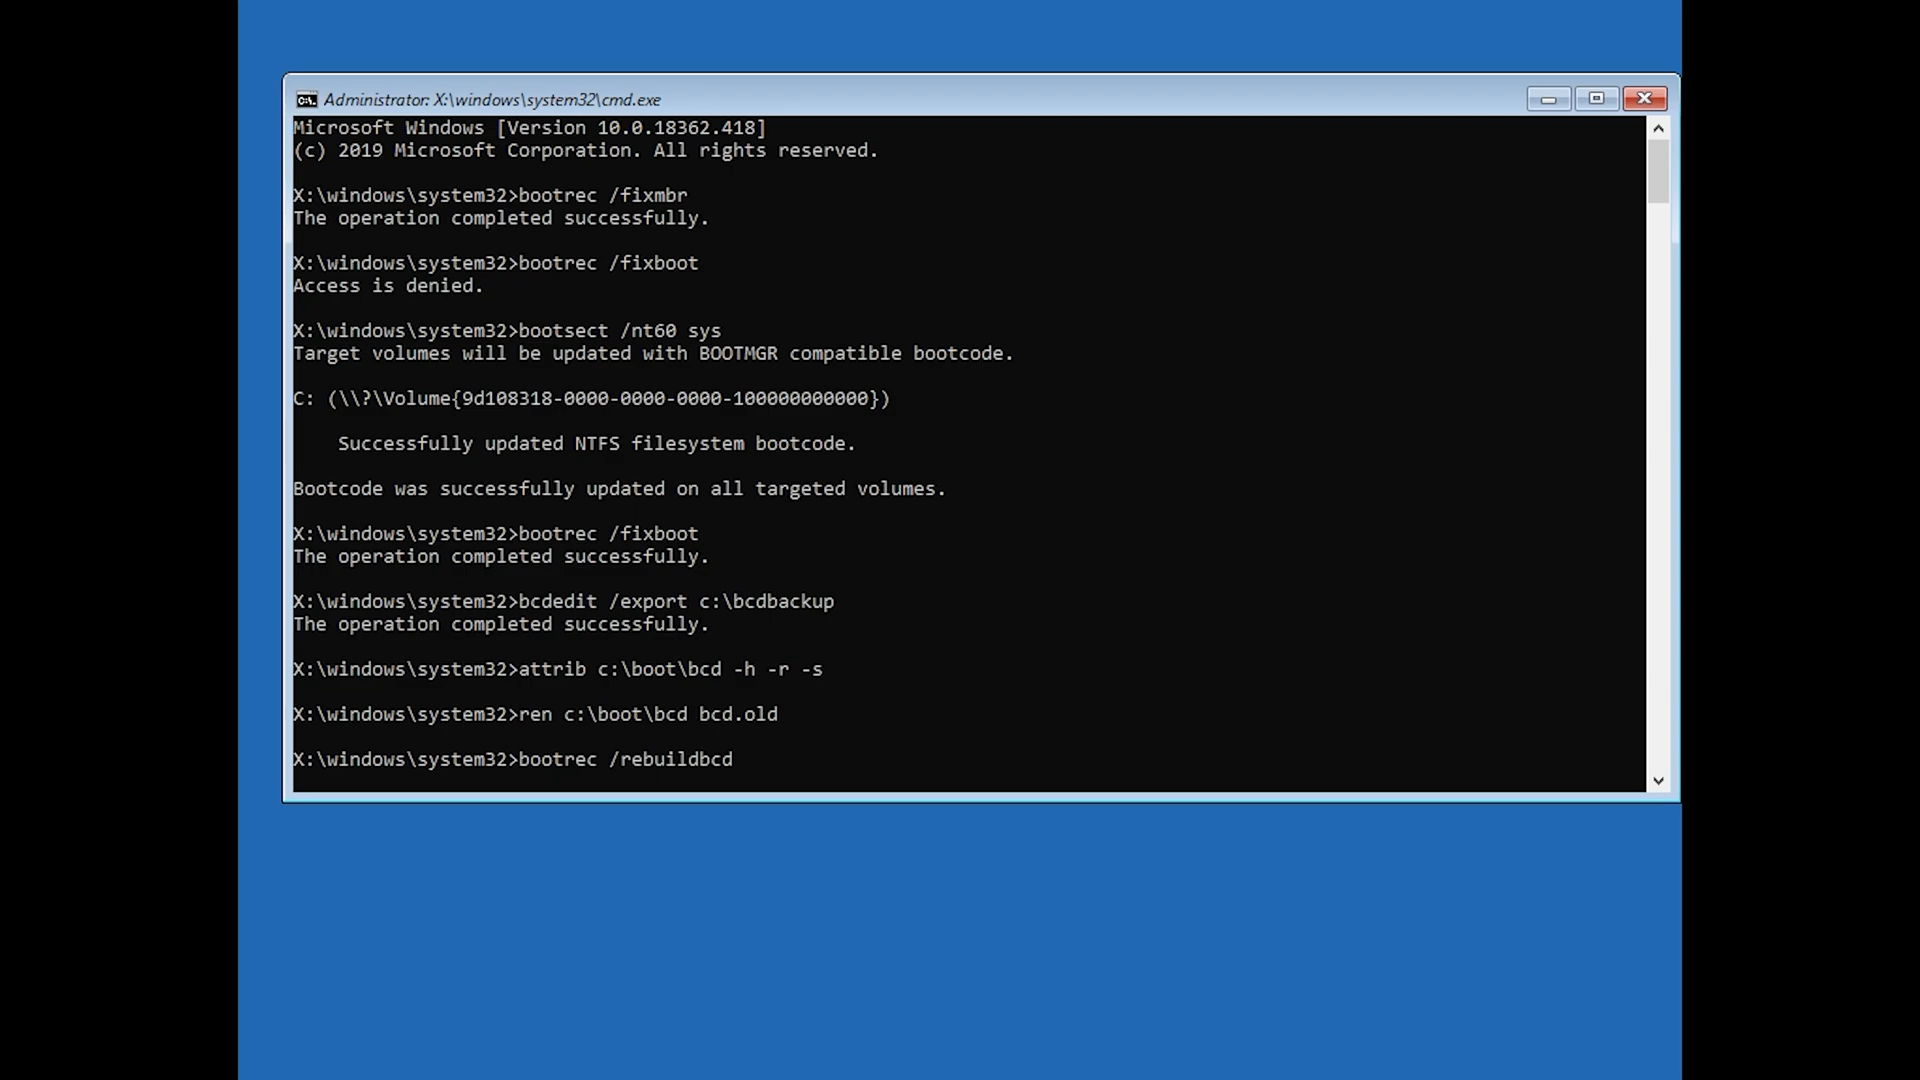 Administrator: X:\windows\system32\cmd.exe
Microsoft Windows [Version 10.0.18362.418]
(c) 2019 Microsoft Corporation. All rights reserved.
X:\windows\system32>bootrec /fixmbr
The operation completed successfully.
X:\windows\system32>bootrec /fixboot
Access is denied.
X:\windows\system32>bootsect /nt60 sys
Target volumes will be updated with BOOTMGR compatible bootcode.
C: (\\?\Volume{9d108318-0000-0000-0000-100000000000})
Successfully updated NTFS filesystem bootcode.
Bootcode was successfully updated on all targeted volumes.
X:\windows\system32>bootrec /fixboot
The operation completed successfully.
X:\windows\system32>bcdedit /export c:\bcdbackup
The operation completed successfully.
X:\windows\system32>attrib c:\boot\bcd -h -r -s
X:\windows\system32>ren c:\boot\bcd bcd.old
X:\windows\system32>bootrec /rebuildbcd